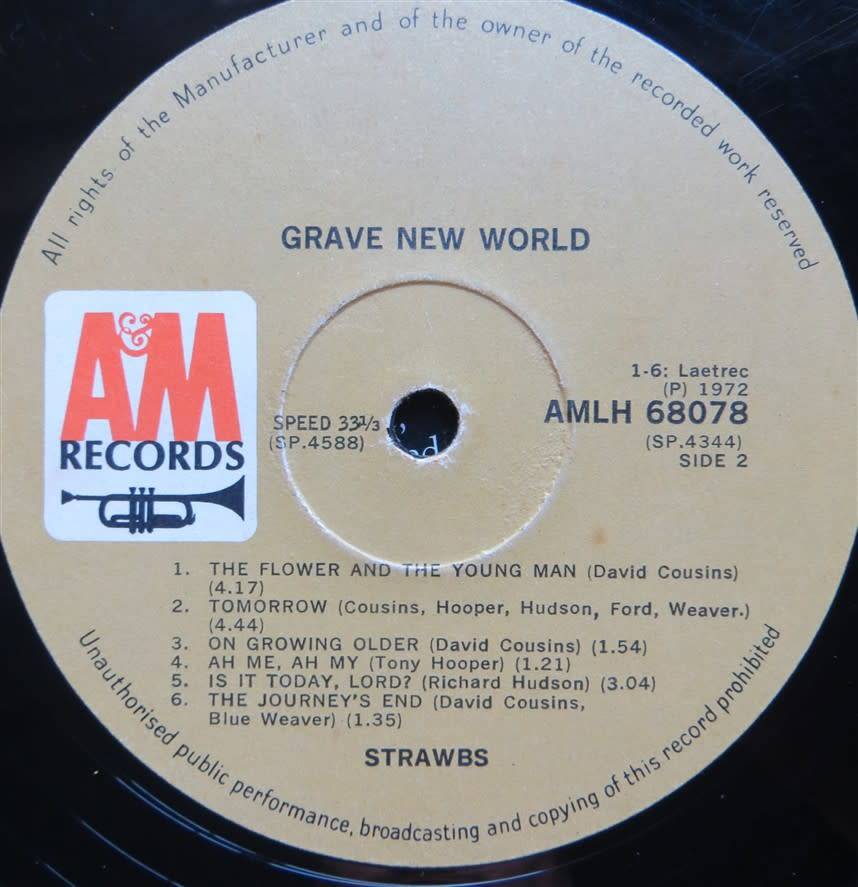 All rights of the Manufacturer and of the owner of the recorded work reserved
GRAVE NEW WORLD
A&M
RECORDS
SPEED 33⅓
(SP.4588)
1-6: Laetrec
(P) 1972
AMLH 68078
(SP.4344)
SIDE 2
1. THE FLOWER AND THE YOUNG MAN (David Cousins)
(4.17)
2. TOMORROW (Cousins, Hooper, Hudson, Ford, Weaver.)
(4.44)
3. ON GROWING OLDER (David Cousins) (1.54)
4. AH ME, AH MY (Tony Hooper) (1.21)
5. IS IT TODAY, LORD? (Richard Hudson) (3.04)
6. THE JOURNEY'S END (David Cousins,
Blue Weaver) (1.35)
STRAWBS
Unauthorised public performance, broadcasting and copying of this record prohibited